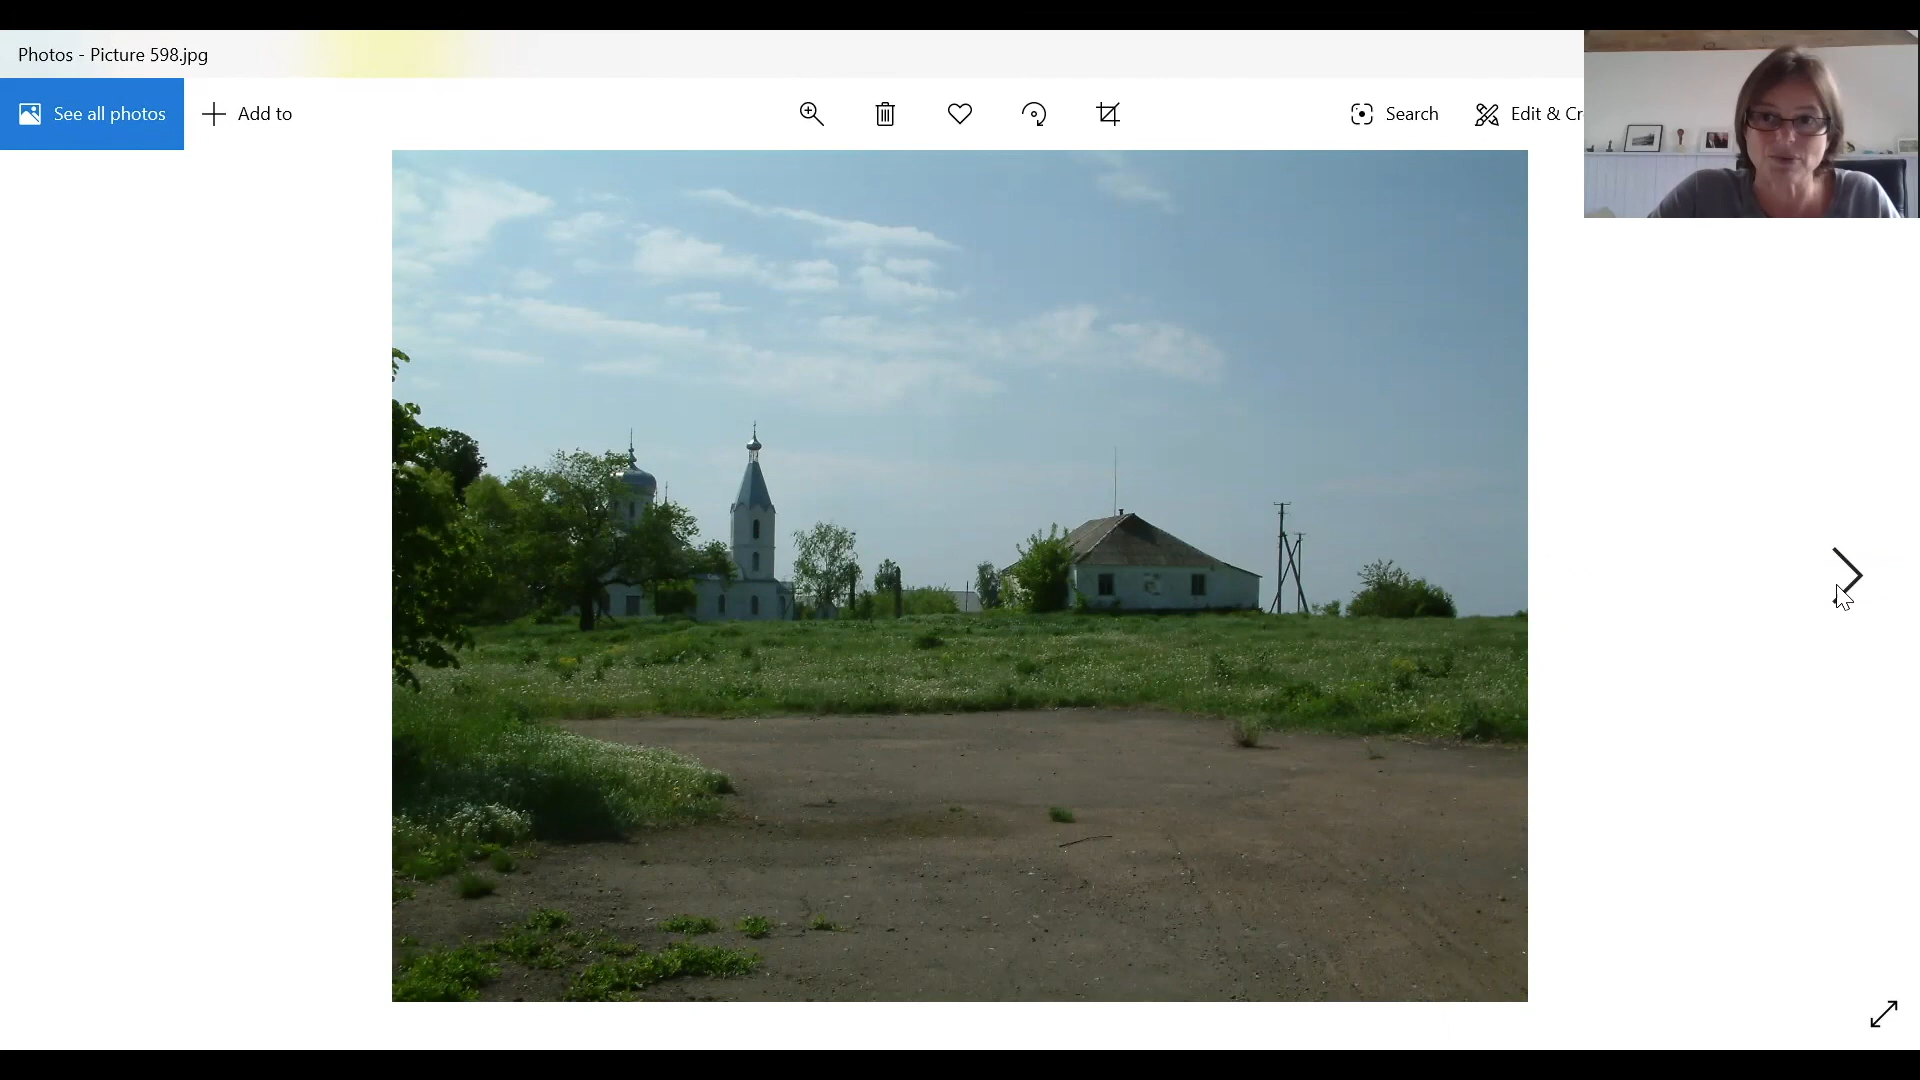 Photos - Picture 598.jpg
See all photos
Add to
Search
Edit & Cr